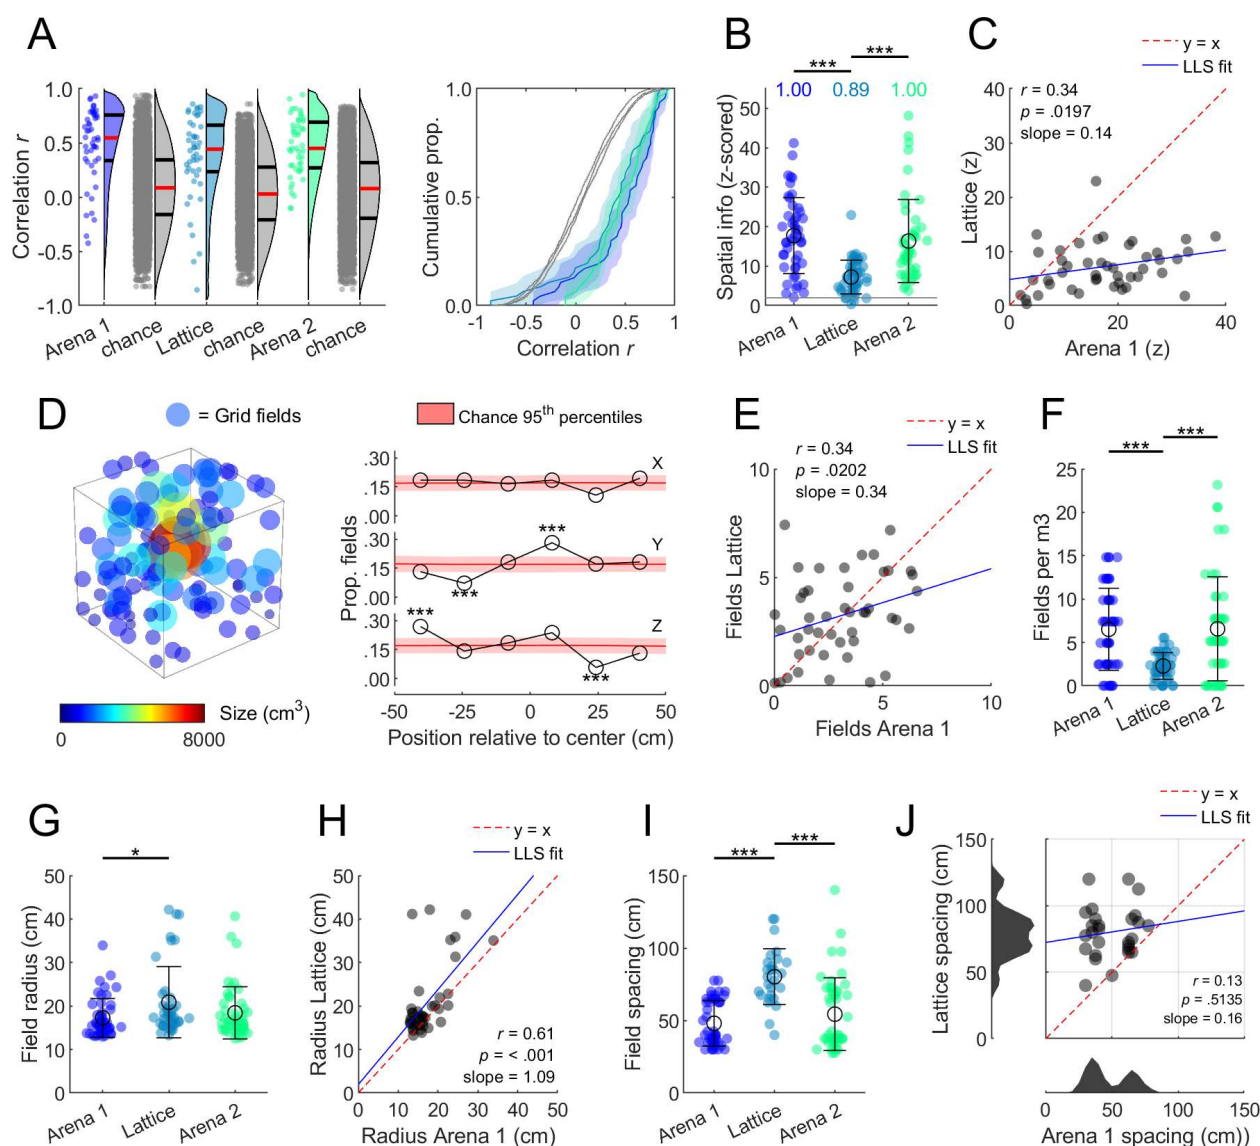 A
Correlation r
1.0
0.5
0.0
-0.5
-1.0
Arena 1
chance
Lattice
chance
Arena 2
chance
Cumulative prop.
1.0
0.5
0.0
-1
-0.5
0
0.5
1
Correlation r
B
***
***
1.00
0.89
1.00
Spatial info (z-scored)
50
40
30
20
10
0
Arena 1
Lattice
Arena 2
C
y = x
LLS fit
r = 0.34
p = .0197
slope = 0.14
Lattice (z)
40
30
20
10
0
0
20
40
Arena 1 (z)
D
= Grid fields
Size (cm3)
0
8000
Chance 95th percentiles
Prop. fields
.30
.15
.00
X
.30
.15
.00
Y
***
***
.30
.15
.00
Z
***
***
-50
-25
0
25
50
Position relative to center (cm)
E
y = x
LLS fit
r = 0.34
p = .0202
slope = 0.34
Fields Lattice
10
5
0
0
5
10
Fields Arena 1
F
***
***
Fields per m3
25
20
15
10
5
0
Arena 1
Lattice
Arena 2
G
*
Field radius (cm)
50
40
30
20
10
0
Arena 1
Lattice
Arena 2
H
y = x
LLS fit
Radius Lattice (cm)
50
40
30
20
10
0
r = 0.61
p = < .001
slope = 1.09
0
10
20
30
40
50
Radius Arena 1 (cm)
I
***
***
Field spacing (cm)
150
100
50
0
Arena 1
Lattice
Arena 2
J
y = x
LLS fit
Lattice spacing (cm)
150
100
50
0
r = 0.13
p = .5135
slope = 0.16
0
50
100
150
Arena 1 spacing (cm))